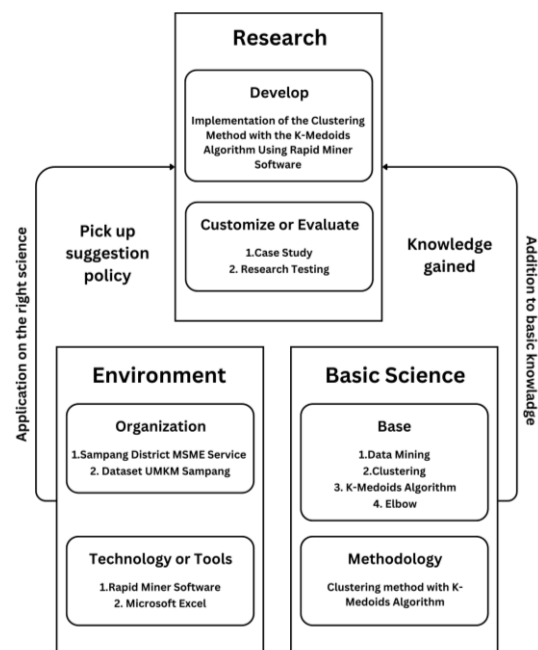 Research
Develop
Implementation of the Clustering
Method with the K-Medoids
Algorithm Using Rapid Miner
Software
Customize or Evaluate
1.Case Study
2. Research Testing
Application on the right science
Pick up
suggestion
policy
Knowledge
gained
Addition to basic knowladge
Environment
Organization
1.Sampang District MSME Service
2. Dataset UMKM Sampang
Technology or Tools
1.Rapid Miner Software
2. Microsoft Excel
Basic Science
Base
1.Data Mining
2.Clustering
3. K-Medoids Algorithm
4. Elbow
Methodology
Clustering method with K-
Medoids Algorithm